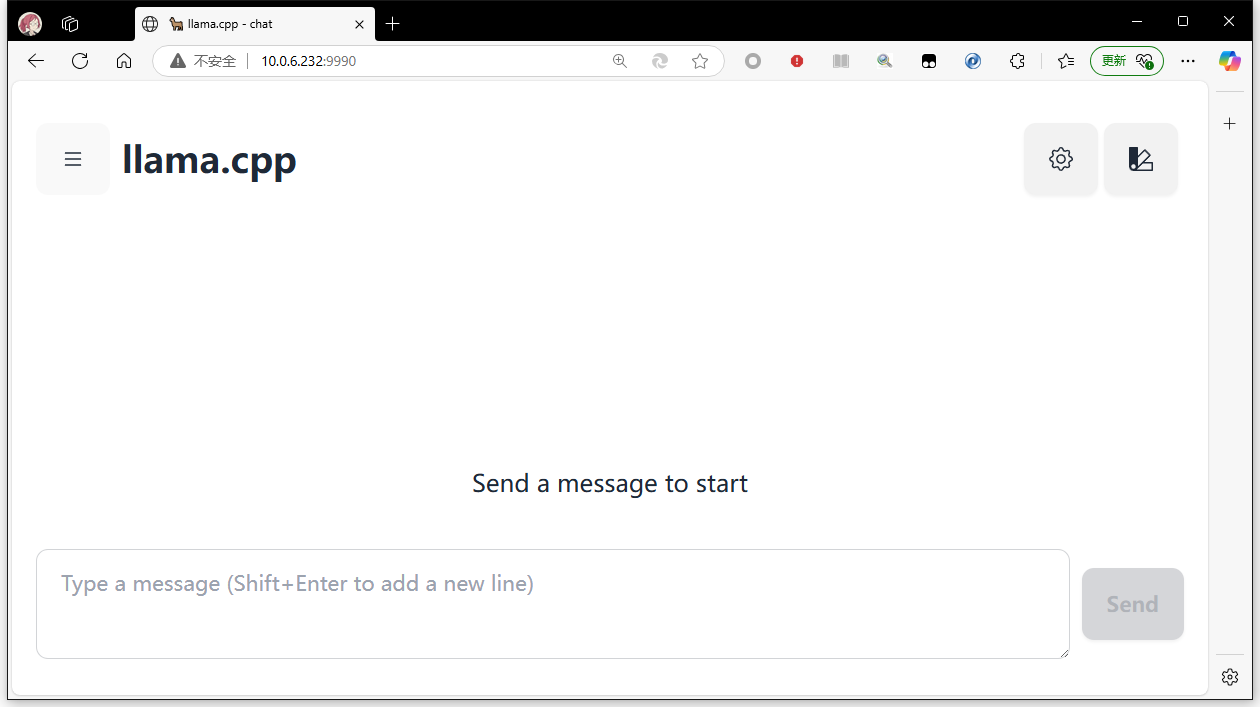 llama.cpp - chat
不安全 10.0.6.232:9990
更新
llama.cpp
Send a message to start
Type a message (Shift+Enter to add a new line)
Send